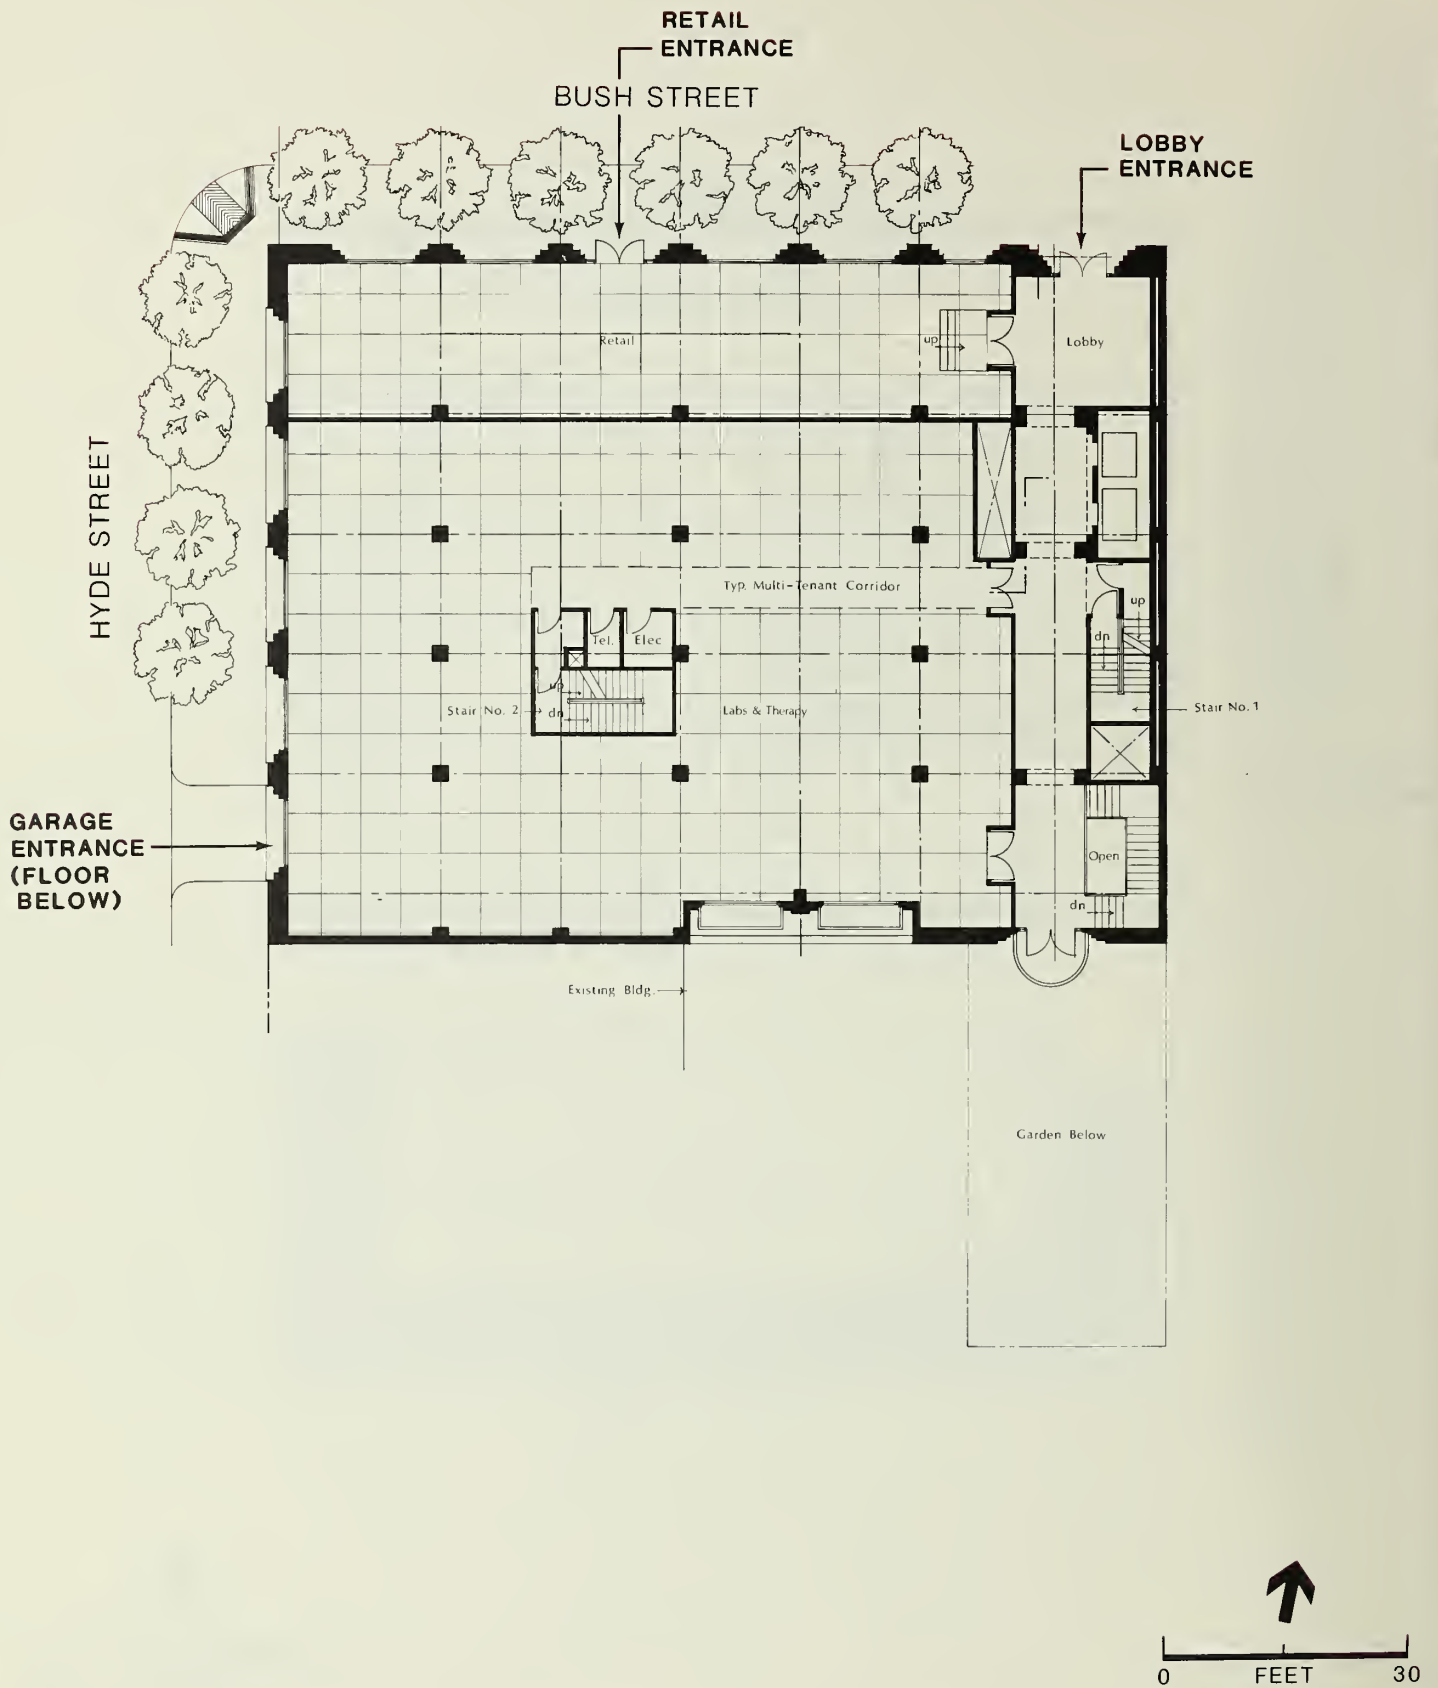 RETAIL
ENTRANCE
BUSH STREET
LOBBY
ENTRANCE
Retail
up
Lobby
HYDE STREET
Typ. Multi-Tenant Corridor
up
Tel.
Elec
dn
up
Stair No. 2
dn
Labs & Therapy
Stair No. 1
GARAGE
ENTRANCE
(FLOOR
BELOW)
Open
dn
Existing Bldg.
Garden Below
0
FEET
30